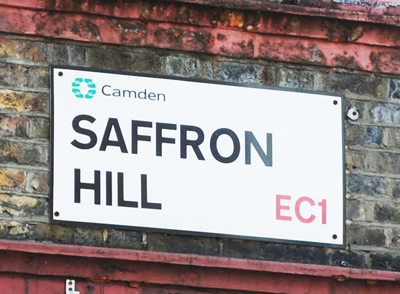 Camden
SAFFRON
HILL
EC1